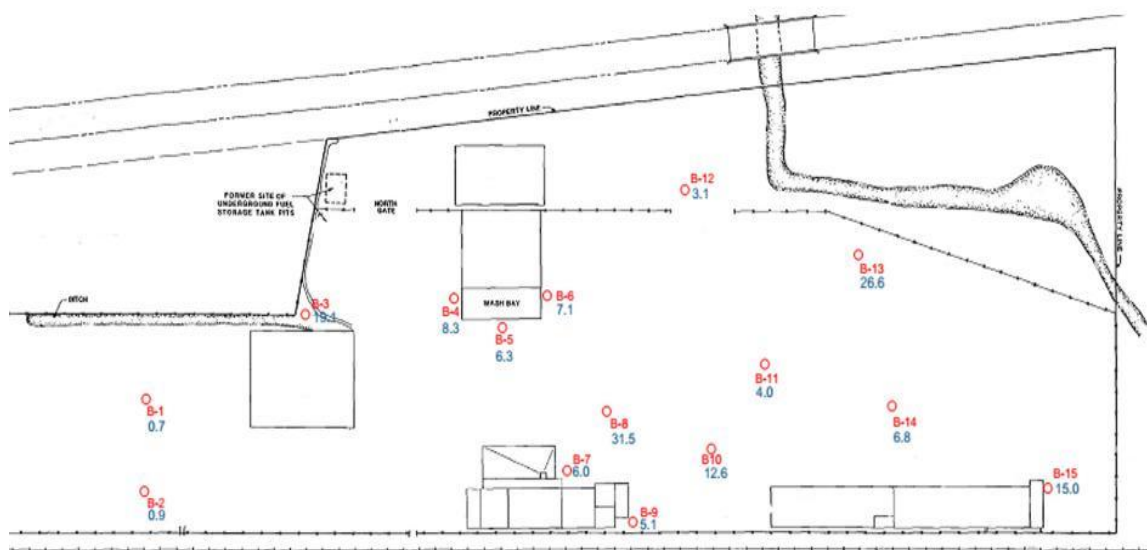 PROPERTY LINE
B-12
3.1
FORMER SITE OF
UNDERGROUND FUEL
STORAGE TANK PITS
NORTH
GATE
PROPERTY LINE
B-13
26.6
DITCH
B-3
19.1
B-4
8.3
WASH BAY
B-6
7.1
B-5
6.3
B-11
4.0
B-1
0.7
B-8
31.5
B-14
6.8
B-7
6.0
B10
12.6
B-15
15.0
B-2
0.9
B-9
5.1